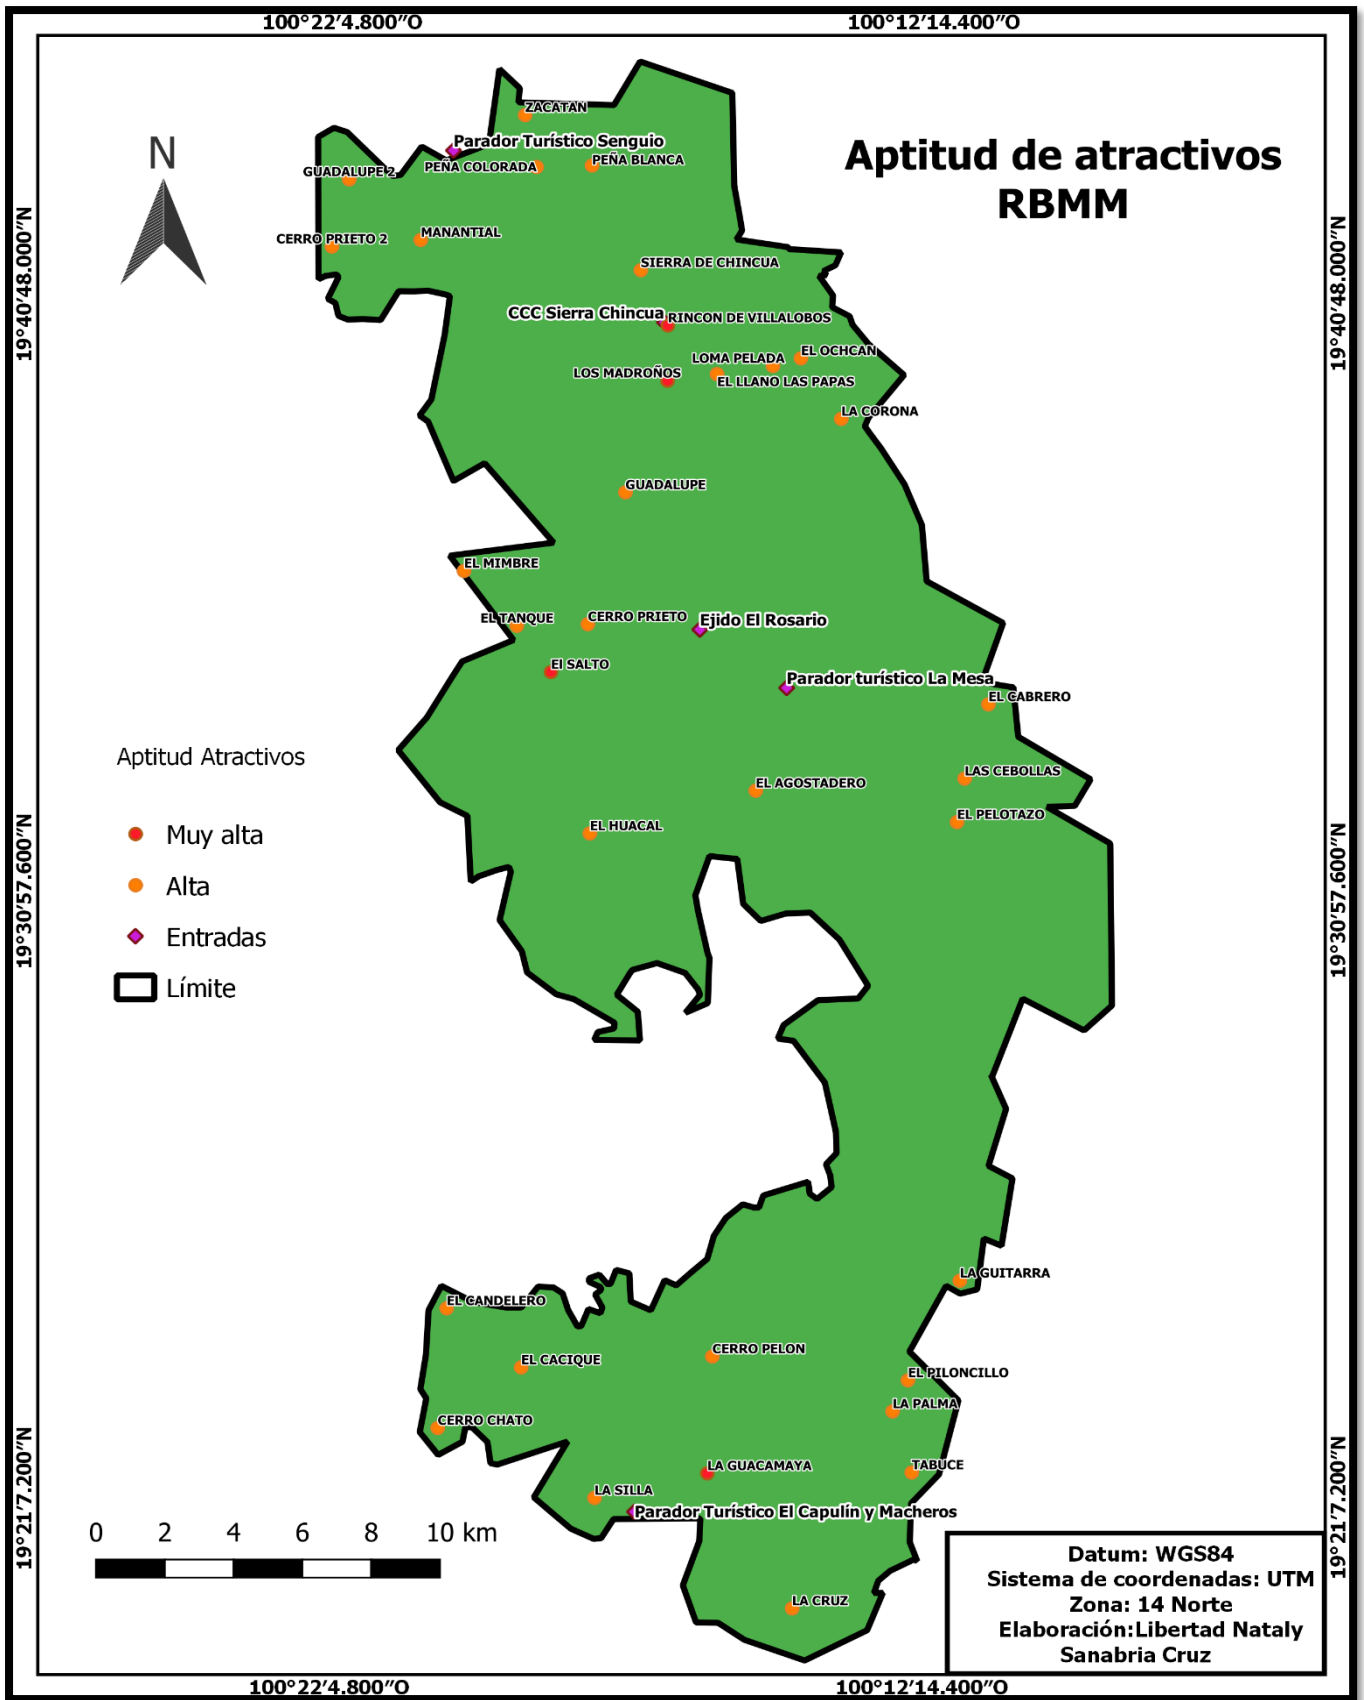 100°22′4.800″O
100°12′14.400″O
Aptitud de atractivos
RBMM
N
19°40′48.000″N
19°40′48.000″N
ZACATAN
Parador Turístico Senguio
PEÑA COLORADA
PEÑA BLANCA
GUADALUPE 2
CERRO PRIETO 2
MANANTIAL
SIERRA DE CHINCUA
CCC Sierra Chincua
RINCON DE VILLALOBOS
EL OCHCAN
LOMA PELADA
LOS MADROÑOS
EL LLANO LAS PAPAS
LA CORONA
GUADALUPE
EL MIMBRE
EL TANQUE
CERRO PRIETO
Ejido El Rosario
El SALTO
Parador turístico La Mesa
EL CABRERO
LAS CEBOLLAS
EL AGOSTADERO
EL PELOTAZO
EL HUACAL
Aptitud Atractivos
Muy alta
Alta
Entradas
Límite
19°30′57.600″N
19°30′57.600″N
LA GUITARRA
EL CANDELERO
CERRO PELON
EL CACIQUE
EL PILONCILLO
LA PALMA
CERRO CHATO
LA GUACAMAYA
TABUCE
LA SILLA
Parador Turístico El Capulín y Macheros
LA CRUZ
19°21′7.200″N
19°21′7.200″N
0 2 4 6 8 10 km
Datum: WGS84
Sistema de coordenadas: UTM
Zona: 14 Norte
Elaboración:Libertad Nataly
Sanabria Cruz
100°22′4.800″O
100°12′14.400″O